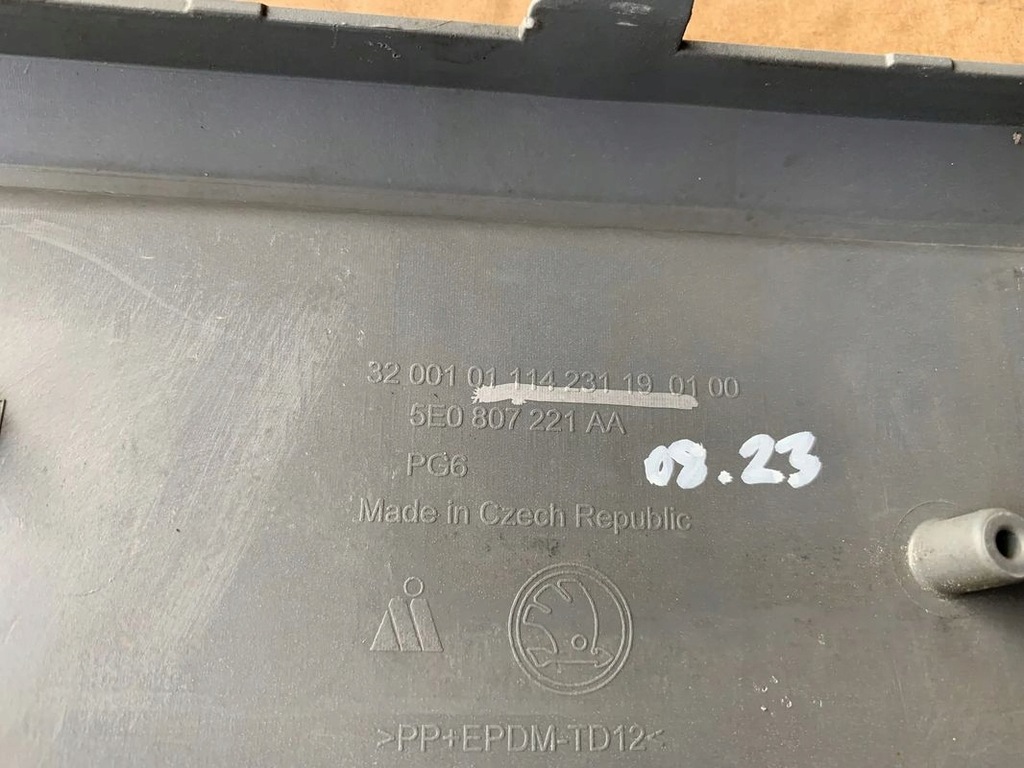 32 001 01 114 231 19 01 00
5E0 807 221 AA
PG6
08.23
Made in Czech Republic
>PP+EPDM-TD12<